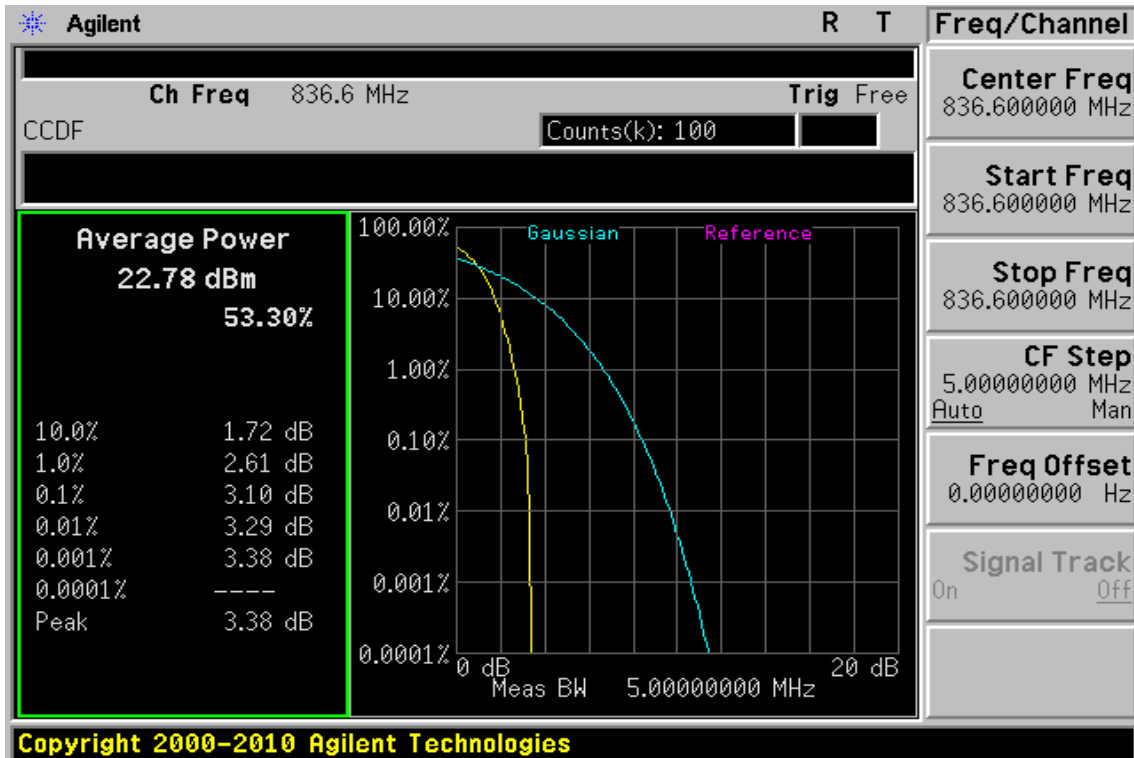 Agilent R T
Ch Freq 836.6 MHz Trig Free
CCDF Counts(k): 100
Average Power
22.78 dBm
53.30%
10.0% 1.72 dB
1.0% 2.61 dB
0.1% 3.10 dB
0.01% 3.29 dB
0.001% 3.38 dB
0.0001% ----
Peak 3.38 dB
Gaussian Reference
100.00%
10.00%
1.00%
0.10%
0.01%
0.001%
0.0001%
0 dB 20 dB
Meas BW 5.00000000 MHz
Freq/Channel
Center Freq
836.600000 MHz
Start Freq
836.600000 MHz
Stop Freq
836.600000 MHz
CF Step
5.00000000 MHz
Auto Man
Freq Offset
0.00000000 Hz
Signal Track
On Off
Copyright 2000-2010 Agilent Technologies